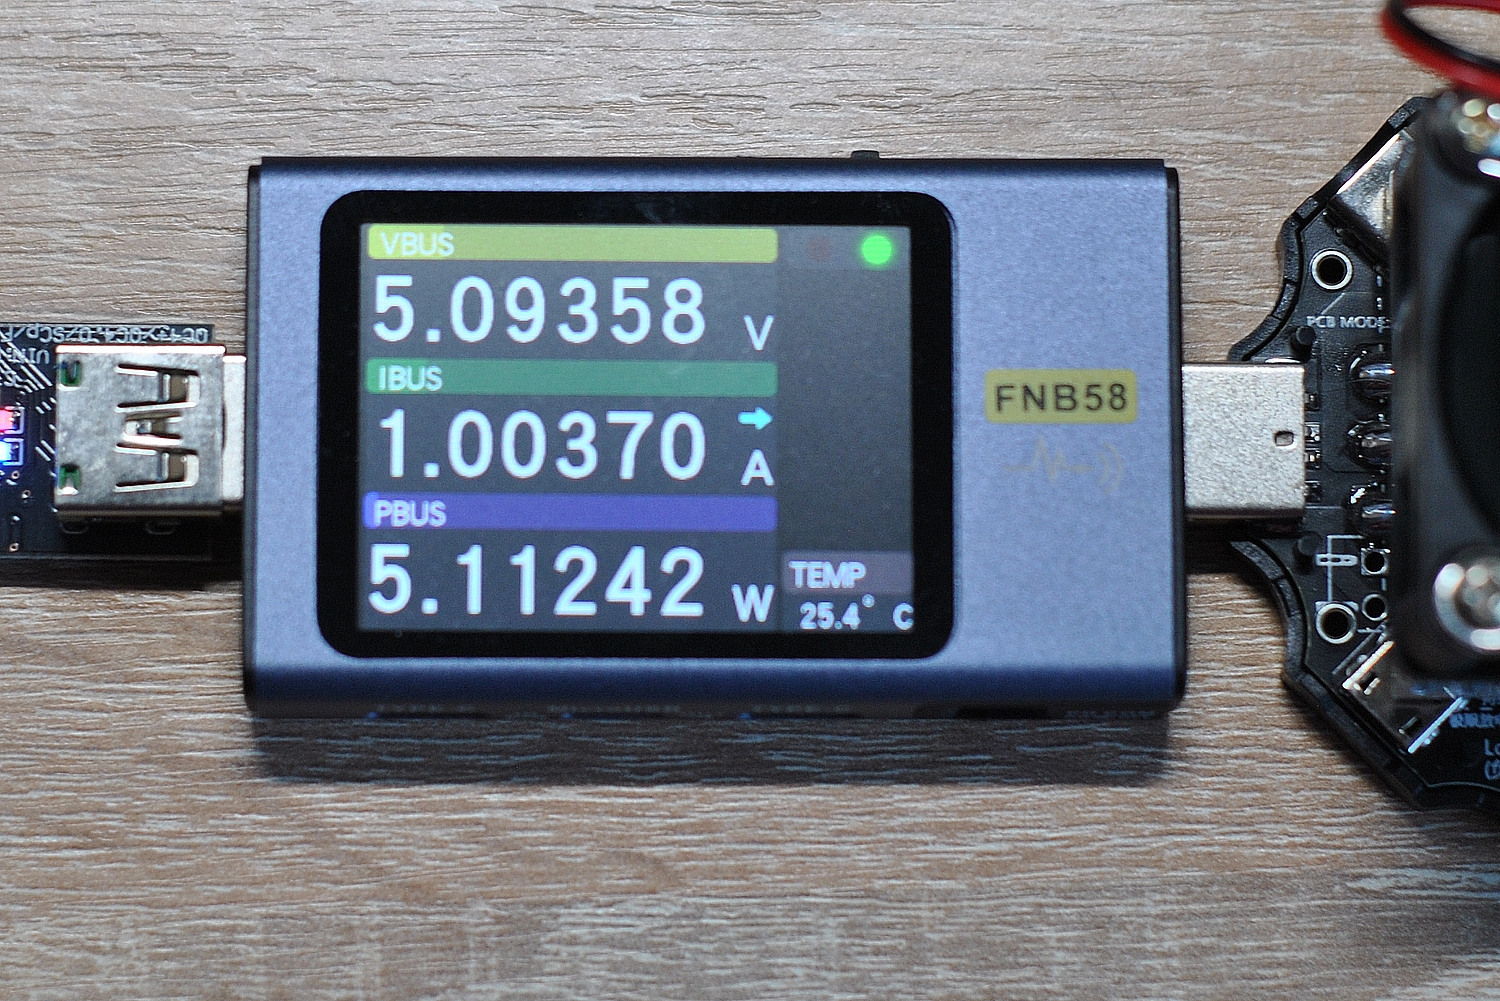 VBUS
5.09358 V
IBUS
1.00370 A
PBUS
5.11242 W
TEMP
25.4° C
FNB58
PCB MODE